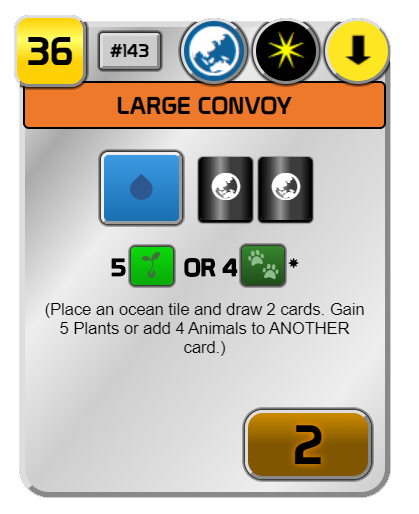 36 #143
LARGE CONVOY
5 OR 4 *
(Place an ocean tile and draw 2 cards. Gain
5 Plants or add 4 Animals to ANOTHER
card.)
2